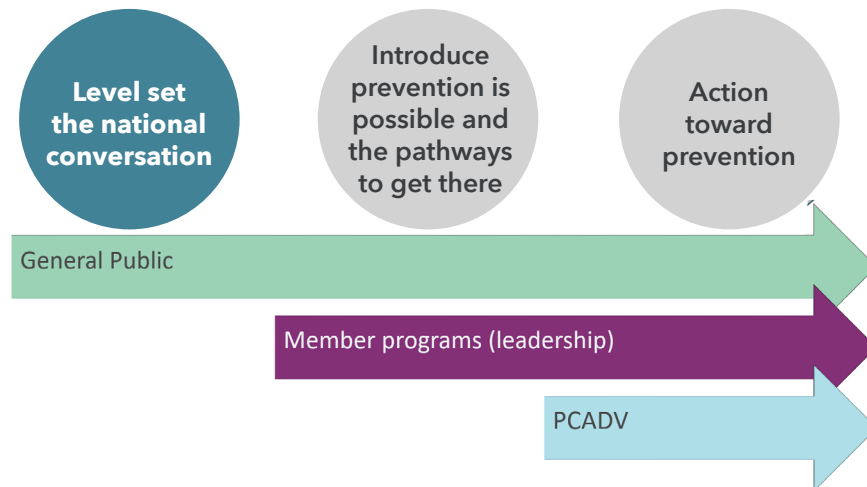 Level set
the national
conversation
Introduce
prevention is
possible and
the pathways
to get there
Action
toward
prevention
General Public
Member programs (leadership)
PCADV